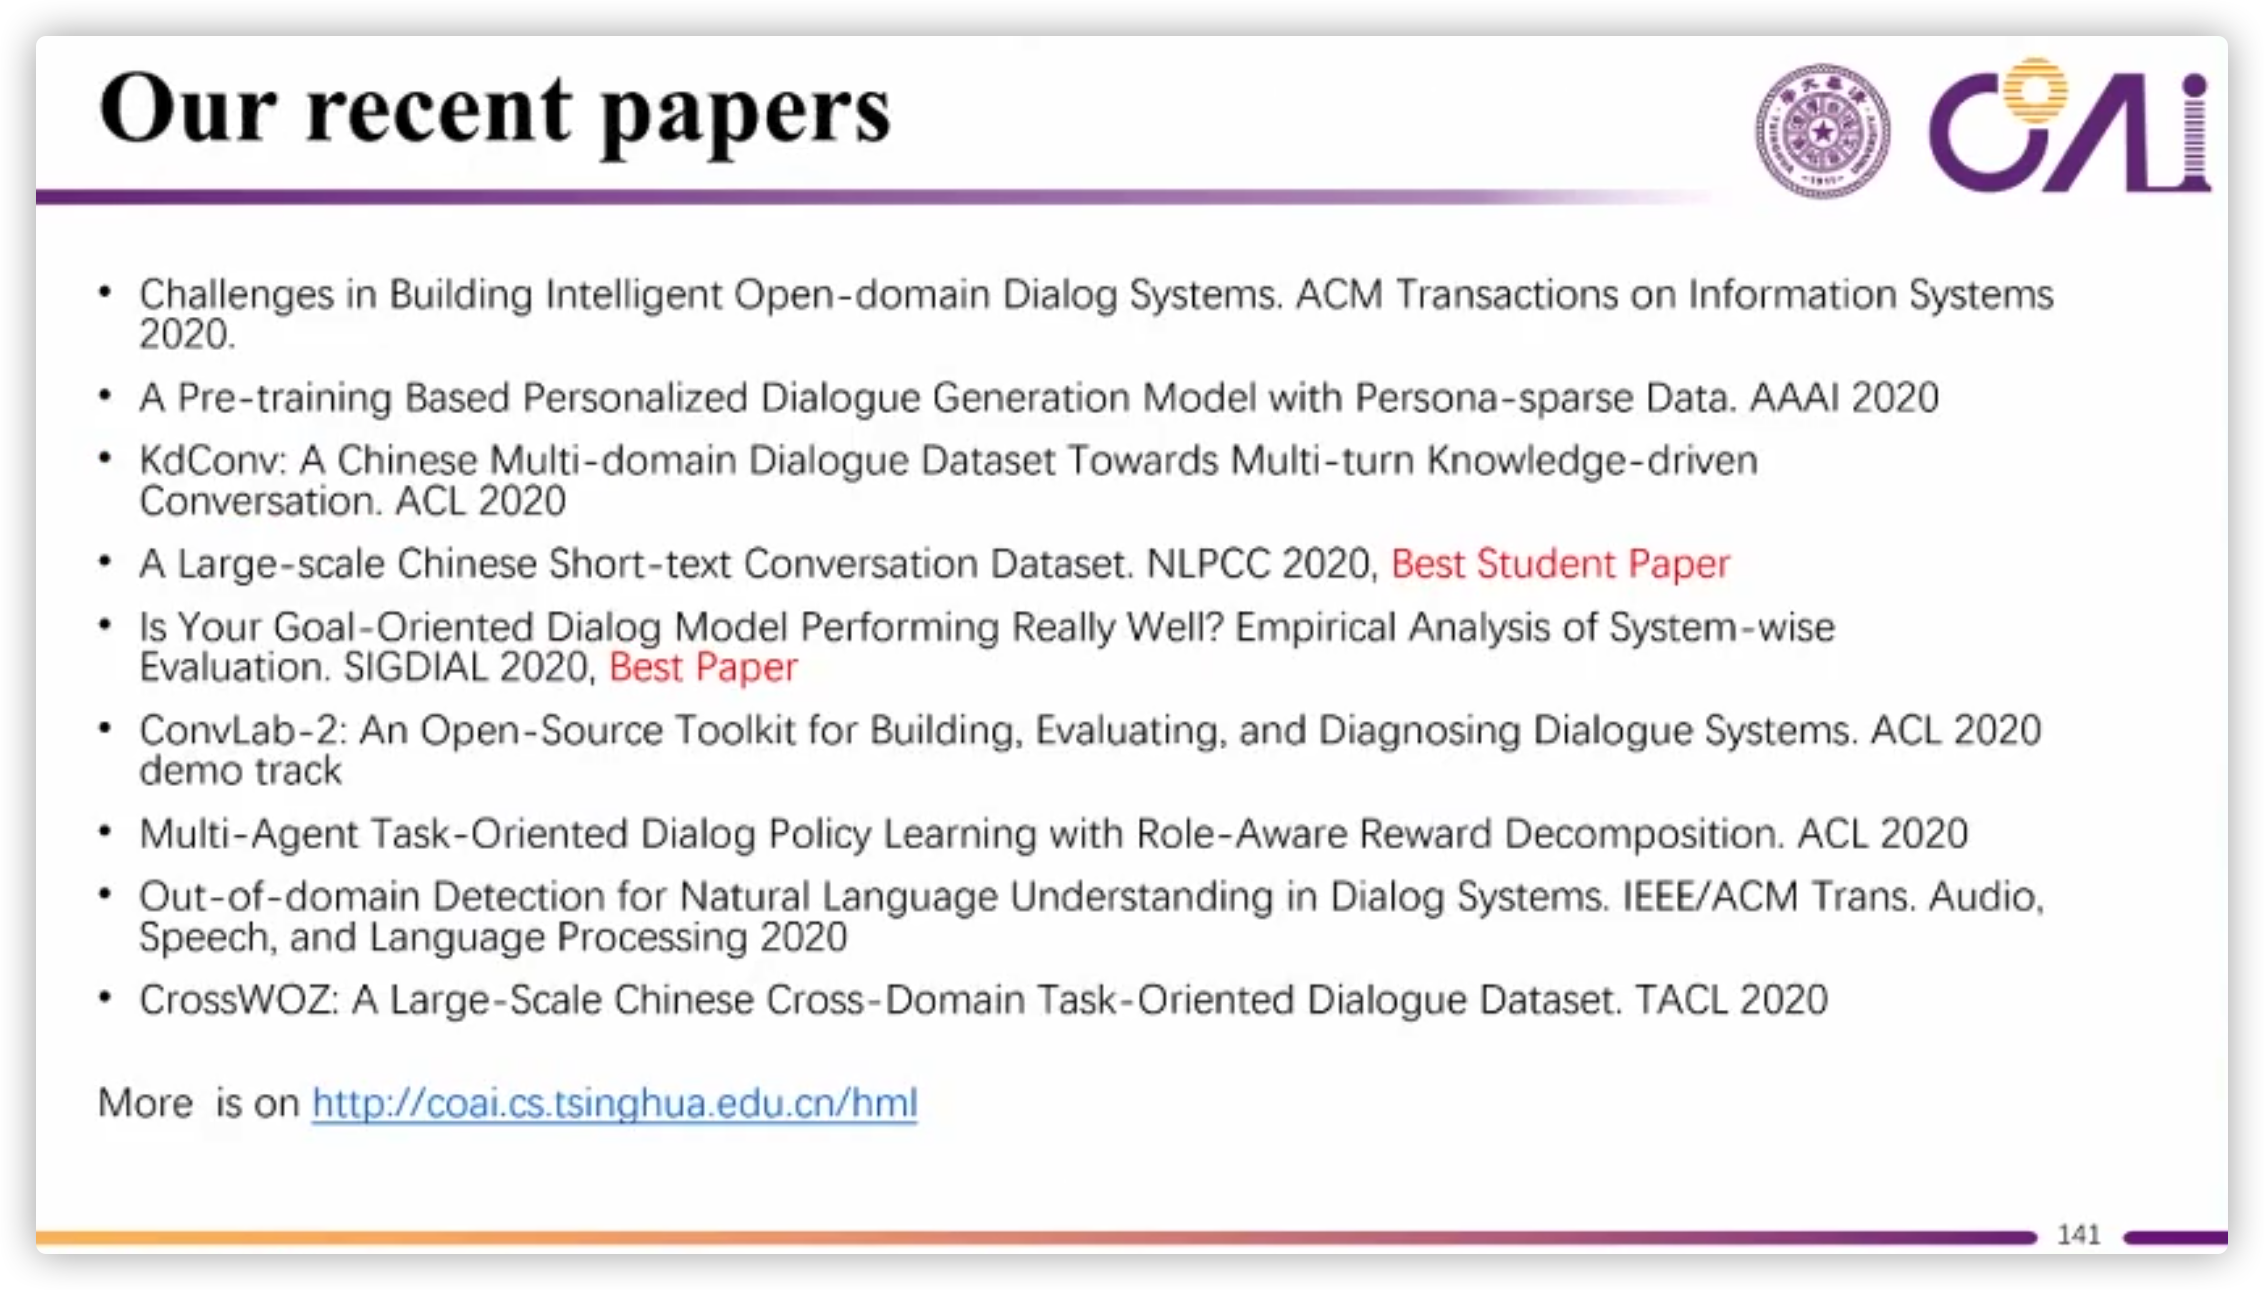 Our recent papers
COAI
• Challenges in Building Intelligent Open-domain Dialog Systems. ACM Transactions on Information Systems
2020.
• A Pre-training Based Personalized Dialogue Generation Model with Persona-sparse Data. AAAI 2020
• KdConv: A Chinese Multi-domain Dialogue Dataset Towards Multi-turn Knowledge-driven
Conversation. ACL 2020
• A Large-scale Chinese Short-text Conversation Dataset. NLPCC 2020, Best Student Paper
• Is Your Goal-Oriented Dialog Model Performing Really Well? Empirical Analysis of System-wise
Evaluation. SIGDIAL 2020, Best Paper
• ConvLab-2: An Open-Source Toolkit for Building, Evaluating, and Diagnosing Dialogue Systems. ACL 2020
demo track
• Multi-Agent Task-Oriented Dialog Policy Learning with Role-Aware Reward Decomposition. ACL 2020
• Out-of-domain Detection for Natural Language Understanding in Dialog Systems. IEEE/ACM Trans. Audio,
Speech, and Language Processing 2020
• CrossWOZ: A Large-Scale Chinese Cross-Domain Task-Oriented Dialogue Dataset. TACL 2020
More is on http://coai.cs.tsinghua.edu.cn/hml
141